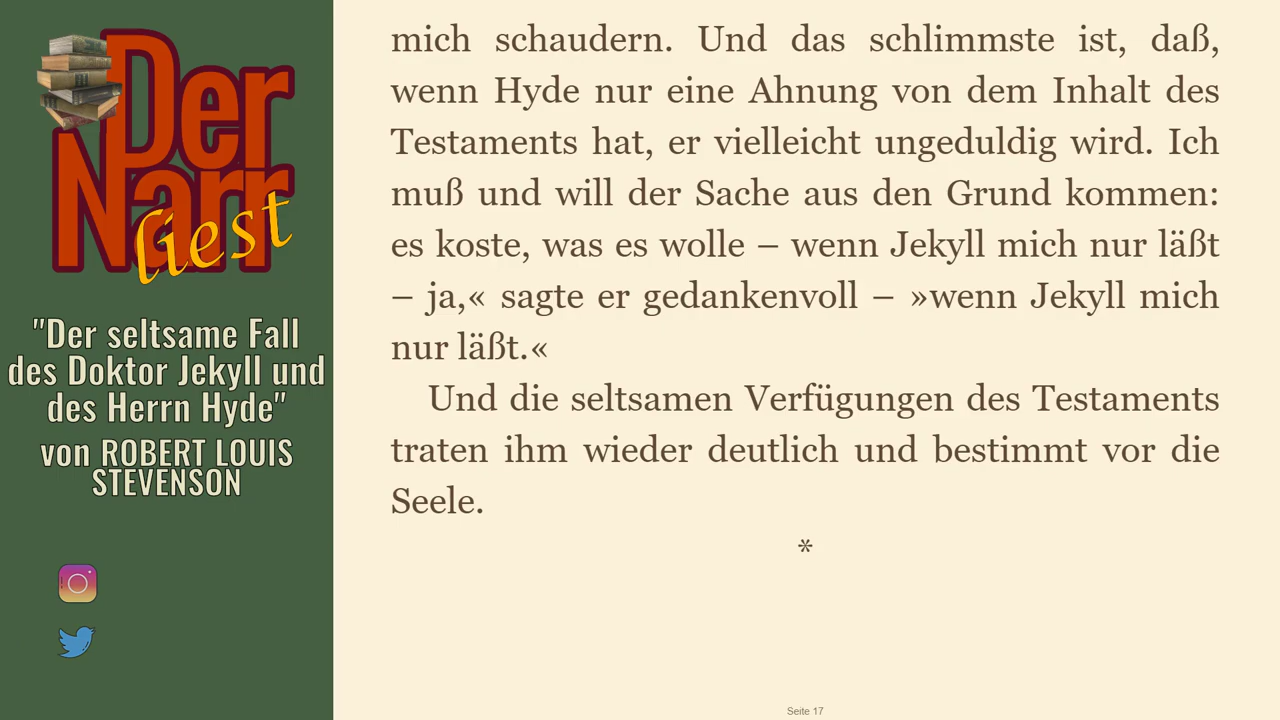 Der
Narr
liest
"Der seltsame Fall
des Doktor Jekyll und
des Herrn Hyde"
von ROBERT LOUIS
STEVENSON
mich schaudern. Und das schlimmste ist, daß,
wenn Hyde nur eine Ahnung von dem Inhalt des
Testaments hat, er vielleicht ungeduldig wird. Ich
muß und will der Sache aus den Grund kommen:
es koste, was es wolle – wenn Jekyll mich nur läßt
– ja,« sagte er gedankenvoll – »wenn Jekyll mich
nur läßt.«
Und die seltsamen Verfügungen des Testaments
traten ihm wieder deutlich und bestimmt vor die
Seele.
*
Seite 17